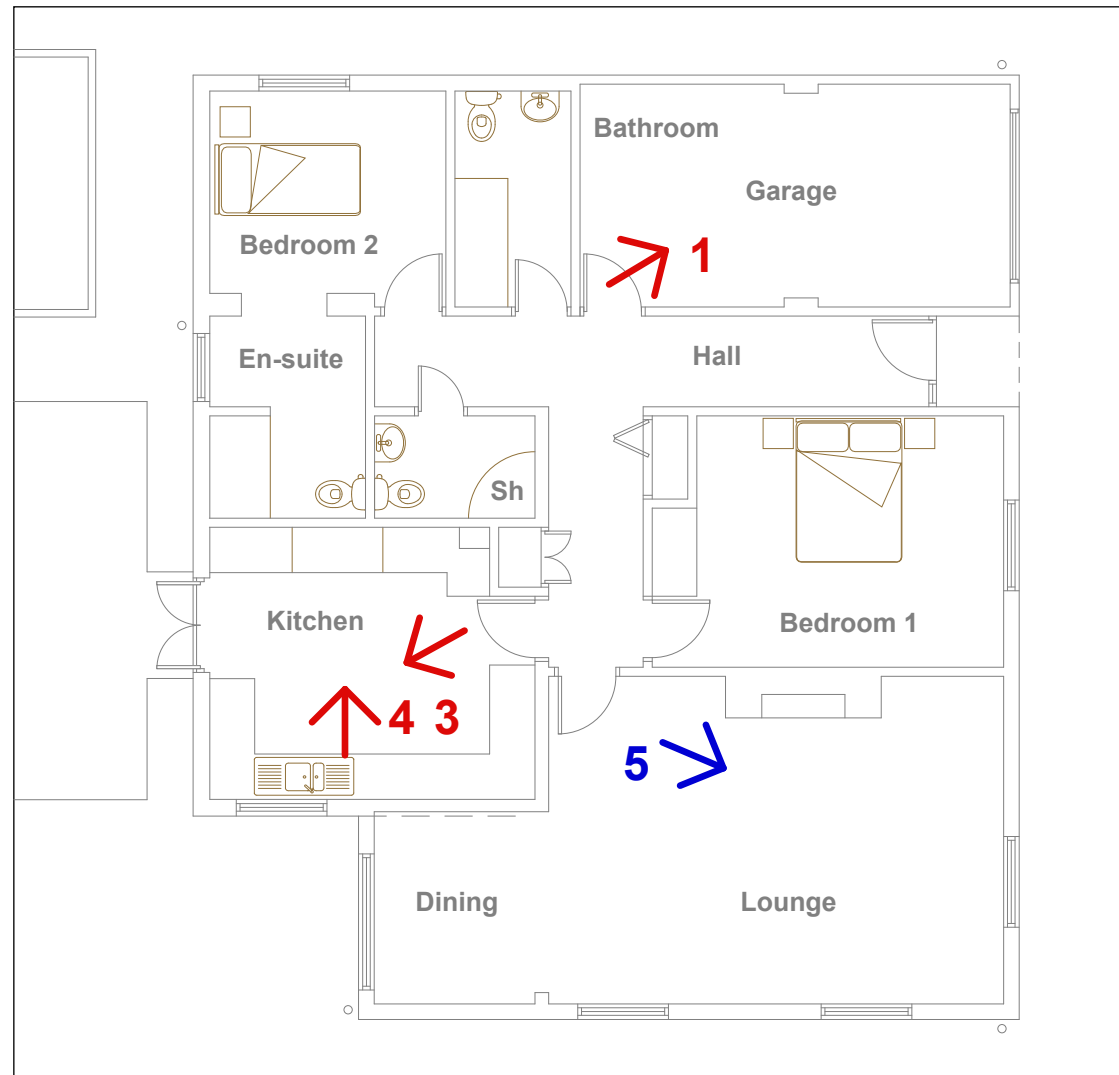 Bathroom
Garage
Bedroom 2
1
En-suite
Hall
Sh
Kitchen
Bedroom 1
4 3
5
Dining
Lounge